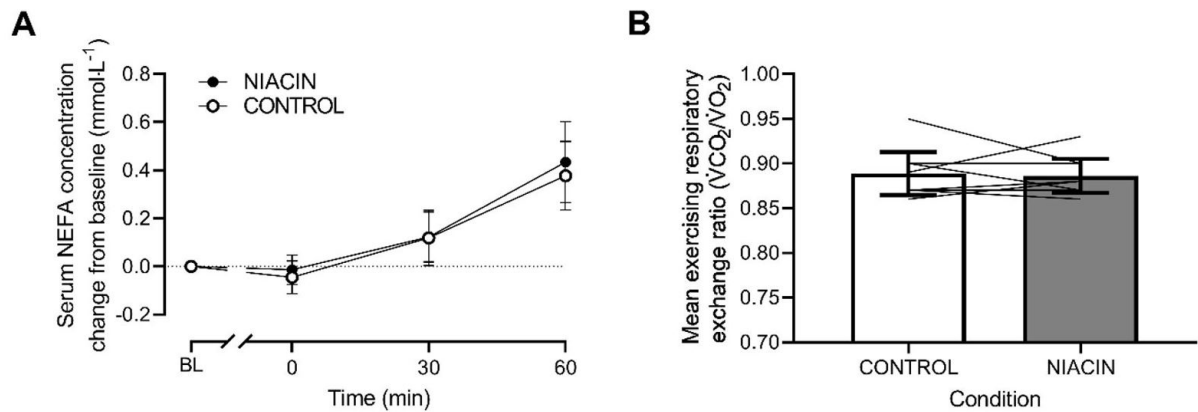 A
Serum NEFA concentration
change from baseline (mmol·L⁻¹)
0.8
0.6
0.4
0.2
0.0
-0.2
NIACIN
CONTROL
BL
0
30
60
Time (min)
B
Mean exercising respiratory
exchange ratio (V̇CO₂/V̇O₂)
1.00
0.95
0.90
0.85
0.80
0.75
0.70
CONTROL
NIACIN
Condition